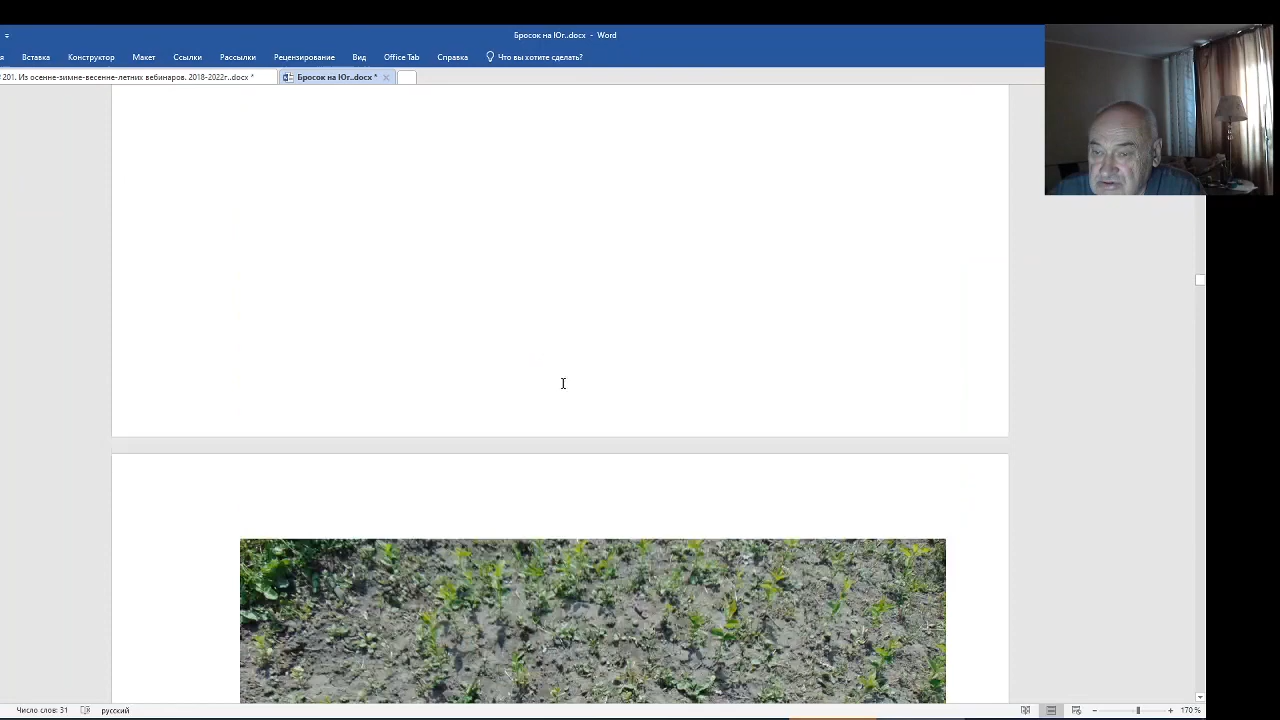 Бросок на Юг..docx - Word
я Вставка Конструктор Макет Ссылки Рассылки Рецензирование Вид Office Tab Справка Что вы хотите сделать?
201. Из осенне-зимне-весенне-летних вебинаров. 2018-2022г..docx * Бросок на Юг..docx *
Число слов: 31 русский 170 %